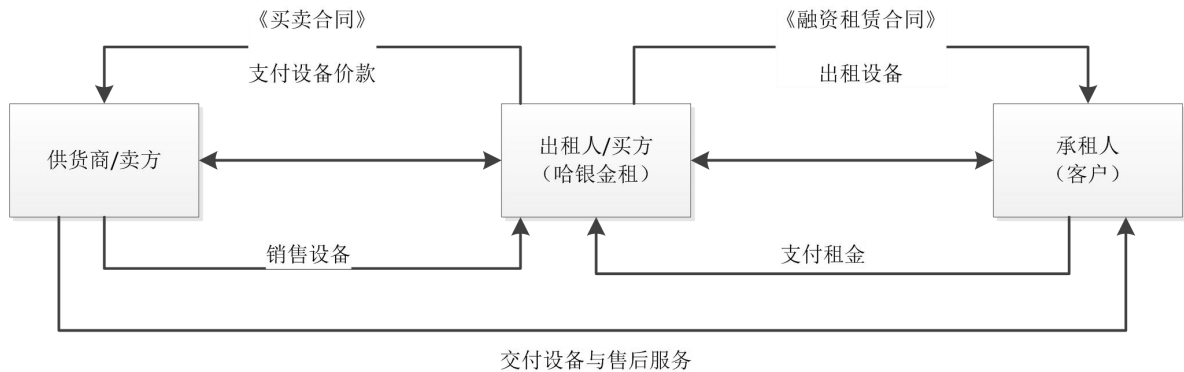 《买卖合同》
《融资租赁合同》
支付设备价款
出租设备
供货商/卖方
出租人/买方
（哈银金租）
承租人
（客户）
销售设备
支付租金
交付设备与售后服务